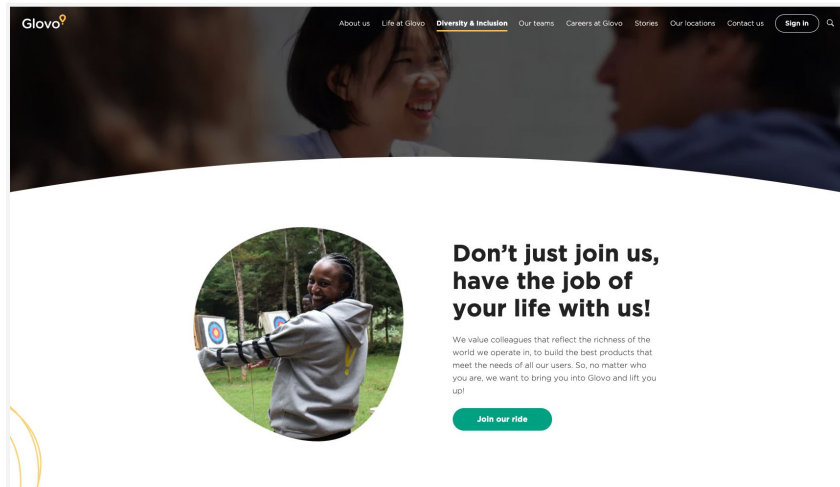 Glovo
About us Life at Glovo Diversity & Inclusion Our teams Careers at Glovo Stories Our locations Contact us Sign in
Don't just join us,
have the job of
your life with us!
We value colleagues that reflect the richness of the
world we operate in, to build the best products that
meet the needs of all our users. So, no matter who
you are, we want to bring you into Glovo and lift you
up!
Join our ride